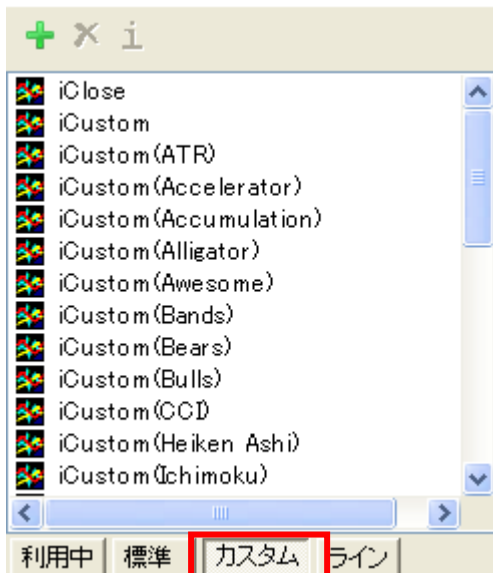 iClose
iCustom
iCustom(ATR)
iCustom(Accelerator)
iCustom(Accumulation)
iCustom(Alligator)
iCustom(Awesome)
iCustom(Bands)
iCustom(Bears)
iCustom(Bulls)
iCustom(CCI)
iCustom(Heiken Ashi)
iCustom(Ichimoku)
利用中 標準 カスタム ライン